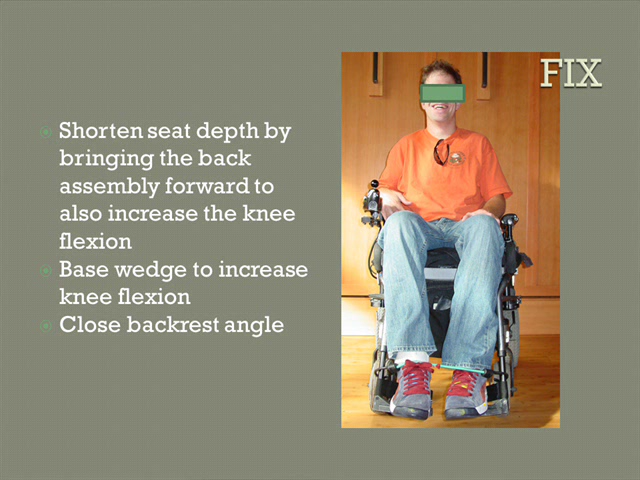 FIX
Shorten seat depth by
bringing the back
assembly forward to
also increase the knee
flexion
Base wedge to increase
knee flexion
Close backrest angle